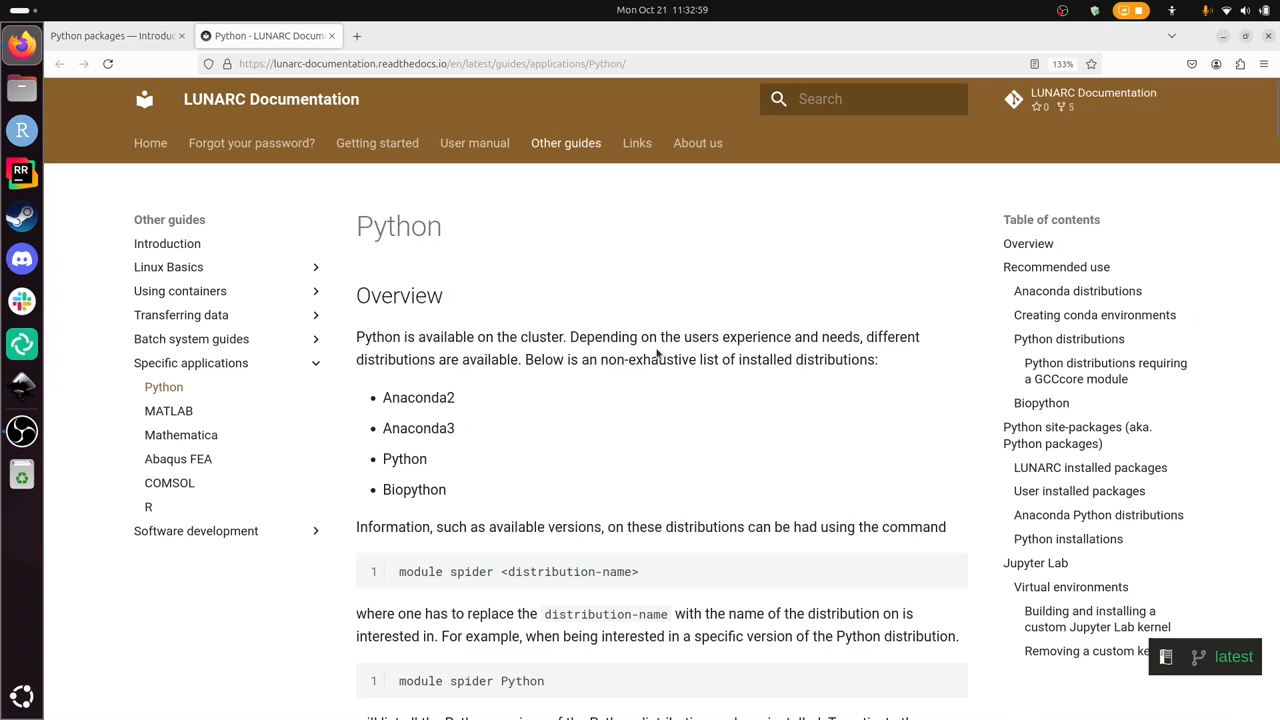 Mon Oct 21 11:32:59
Python packages — Introduc
Python - LUNARC Docum
https://lunarc-documentation.readthedocs.io/en/latest/guides/applications/Python/
133%
LUNARC Documentation
Search
LUNARC Documentation
0 5
Home
Forgot your password?
Getting started
User manual
Other guides
Links
About us
Other guides
Introduction
Linux Basics
Using containers
Transferring data
Batch system guides
Specific applications
Python
MATLAB
Mathematica
Abaqus FEA
COMSOL
R
Software development
Python
Overview
Python is available on the cluster. Depending on the users experience and needs, different
distributions are available. Below is an non-exhaustive list of installed distributions:
• Anaconda2
• Anaconda3
• Python
• Biopython
Information, such as available versions, on these distributions can be had using the command
1 module spider <distribution-name>
where one has to replace the distribution-name with the name of the distribution on is
interested in. For example, when being interested in a specific version of the Python distribution.
1 module spider Python
Table of contents
Overview
Recommended use
Anaconda distributions
Creating conda environments
Python distributions
Python distributions requiring
a GCCcore module
Biopython
Python site-packages (aka.
Python packages)
LUNARC installed packages
User installed packages
Anaconda Python distributions
Python installations
Jupyter Lab
Virtual environments
Building and installing a
custom Jupyter Lab kernel
Removing a custom ke
latest
R
RR